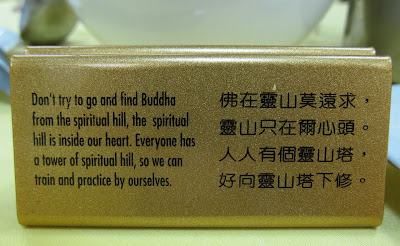 Don't try to go and find Buddha
from the spiritual hill, the spiritual
hill is inside our heart. Everyone has
a tower of spiritual hill, so we can
train and practice by ourselves.
佛在靈山莫遠求，
靈山只在爾心頭。
人人有個靈山塔，
好向靈山塔下修。